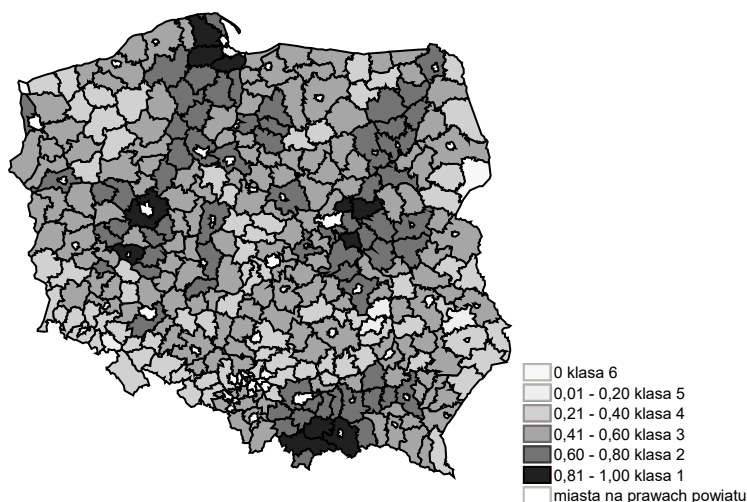 0 klasa 6
0,01 - 0,20 klasa 5
0,21 - 0,40 klasa 4
0,41 - 0,60 klasa 3
0,60 - 0,80 klasa 2
0,81 - 1,00 klasa 1
miasta na prawach powiatu